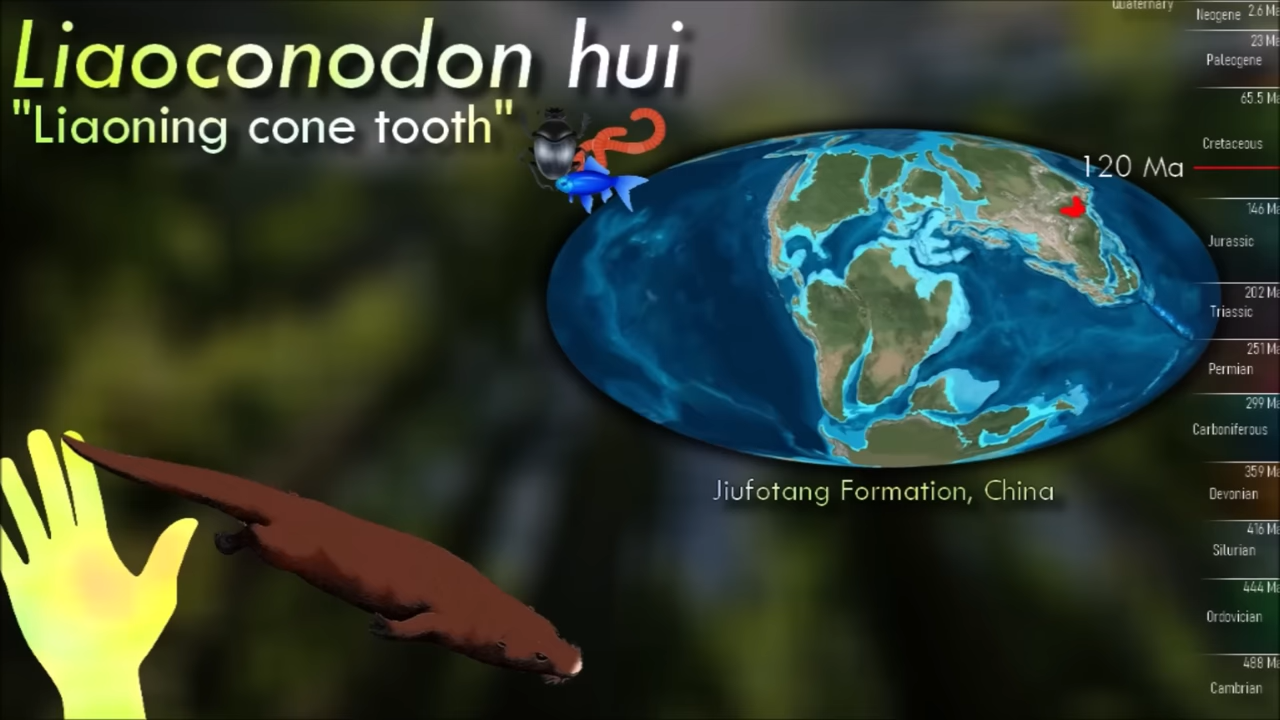 Liaoconodon hui
"Liaoning cone tooth"
120 Ma
Jiufotang Formation, China
Quaternary
2.6 Ma
Neogene
23 Ma
Paleogene
65.5 Ma
Cretaceous
146 Ma
Jurassic
202 Ma
Triassic
251 Ma
Permian
299 Ma
Carboniferous
359 Ma
Devonian
416 Ma
Silurian
444 Ma
Ordovician
488 Ma
Cambrian